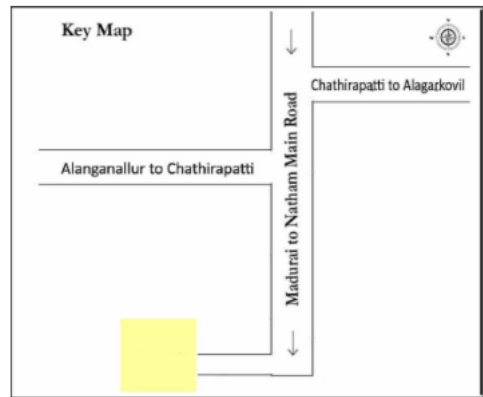 Key Map
Chathirapatti to Alagarkovil
Alanganallur to Chathirapatti
Madurai to Natham Main Road